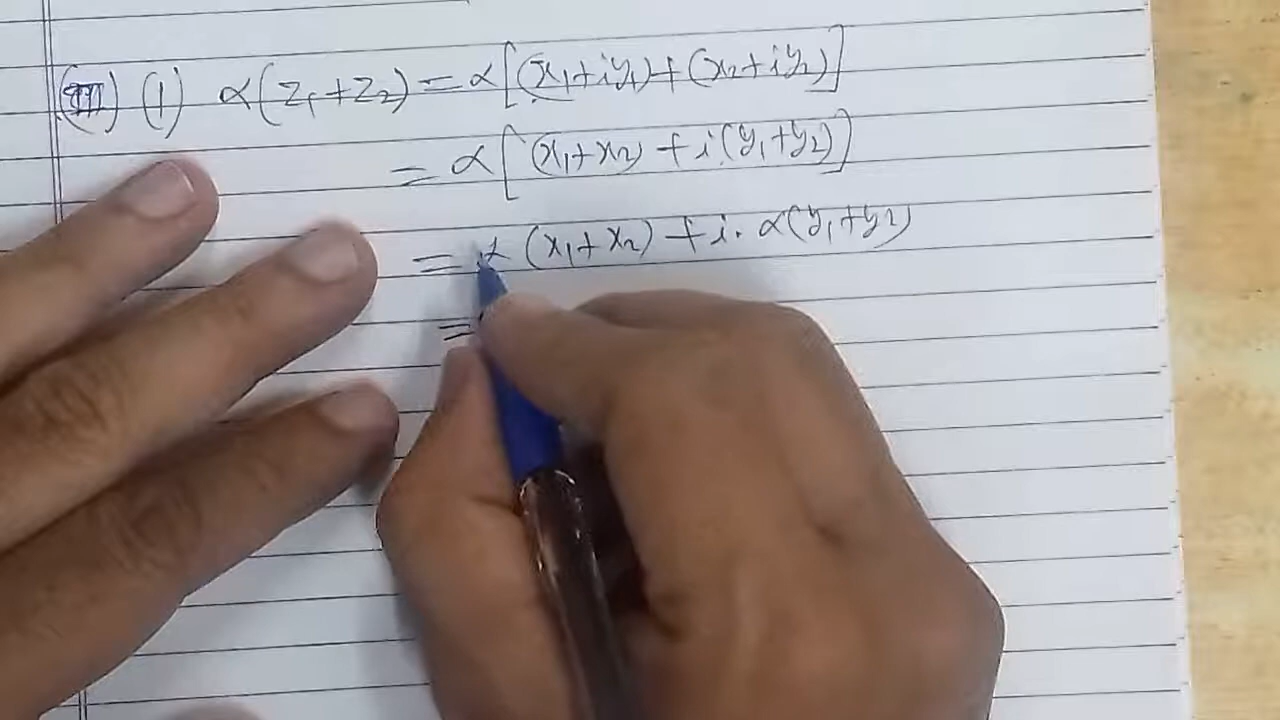 (III) (1) α(z₁+z₂) = α[(x₁+iy₁)+(x₂+iy₂)]
= α[(x₁+x₂) + i(y₁+y₂)]
= α (x₁+x₂) + i. α(y₁+y₂)
=